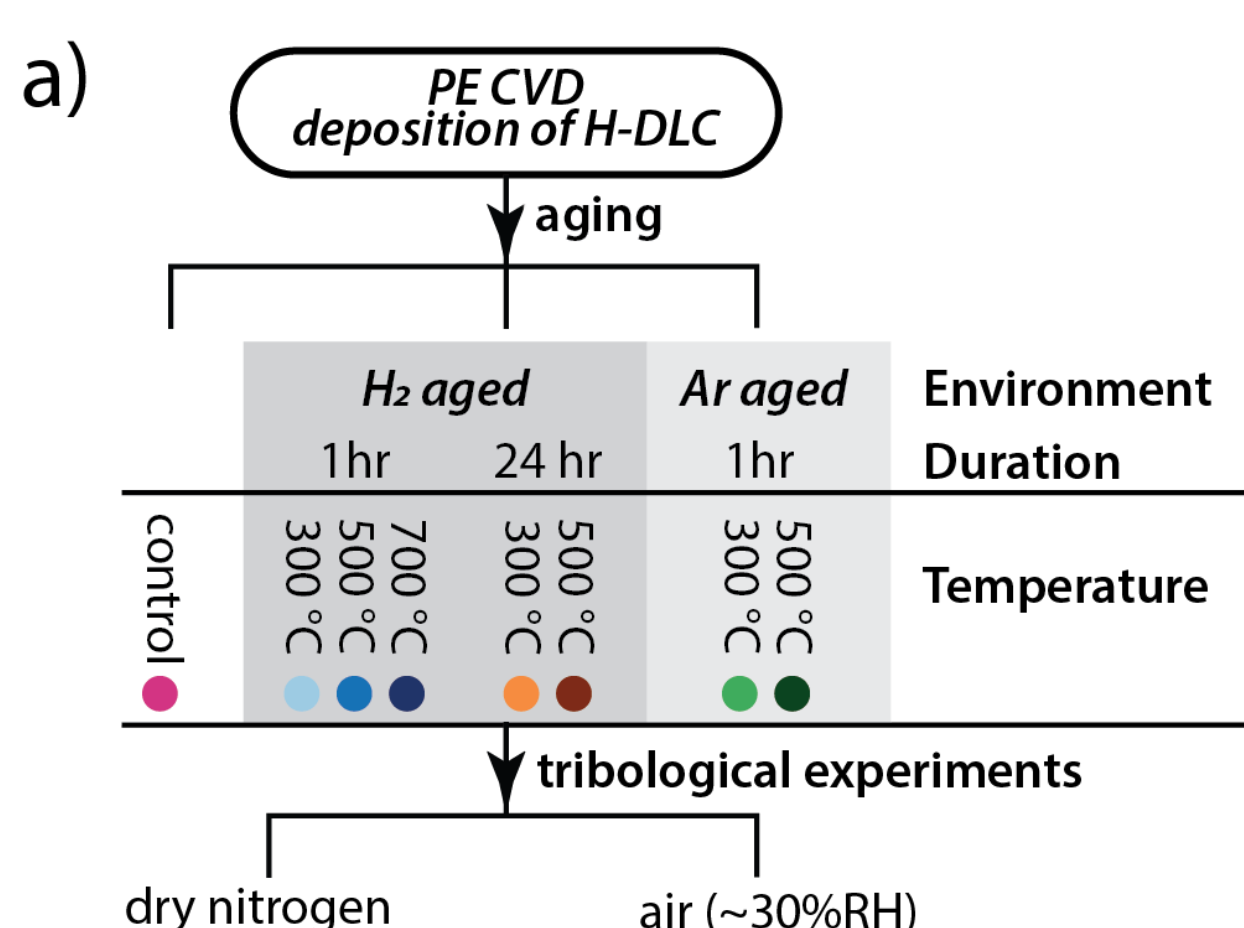 a)
PE CVD
deposition of H-DLC
aging
H₂ aged Ar aged Environment
1hr 24 hr 1hr Duration
control 300 °C 500 °C 700 °C 300 °C 500 °C 300 °C 500 °C Temperature
tribological experiments
dry nitrogen air (~30%RH)